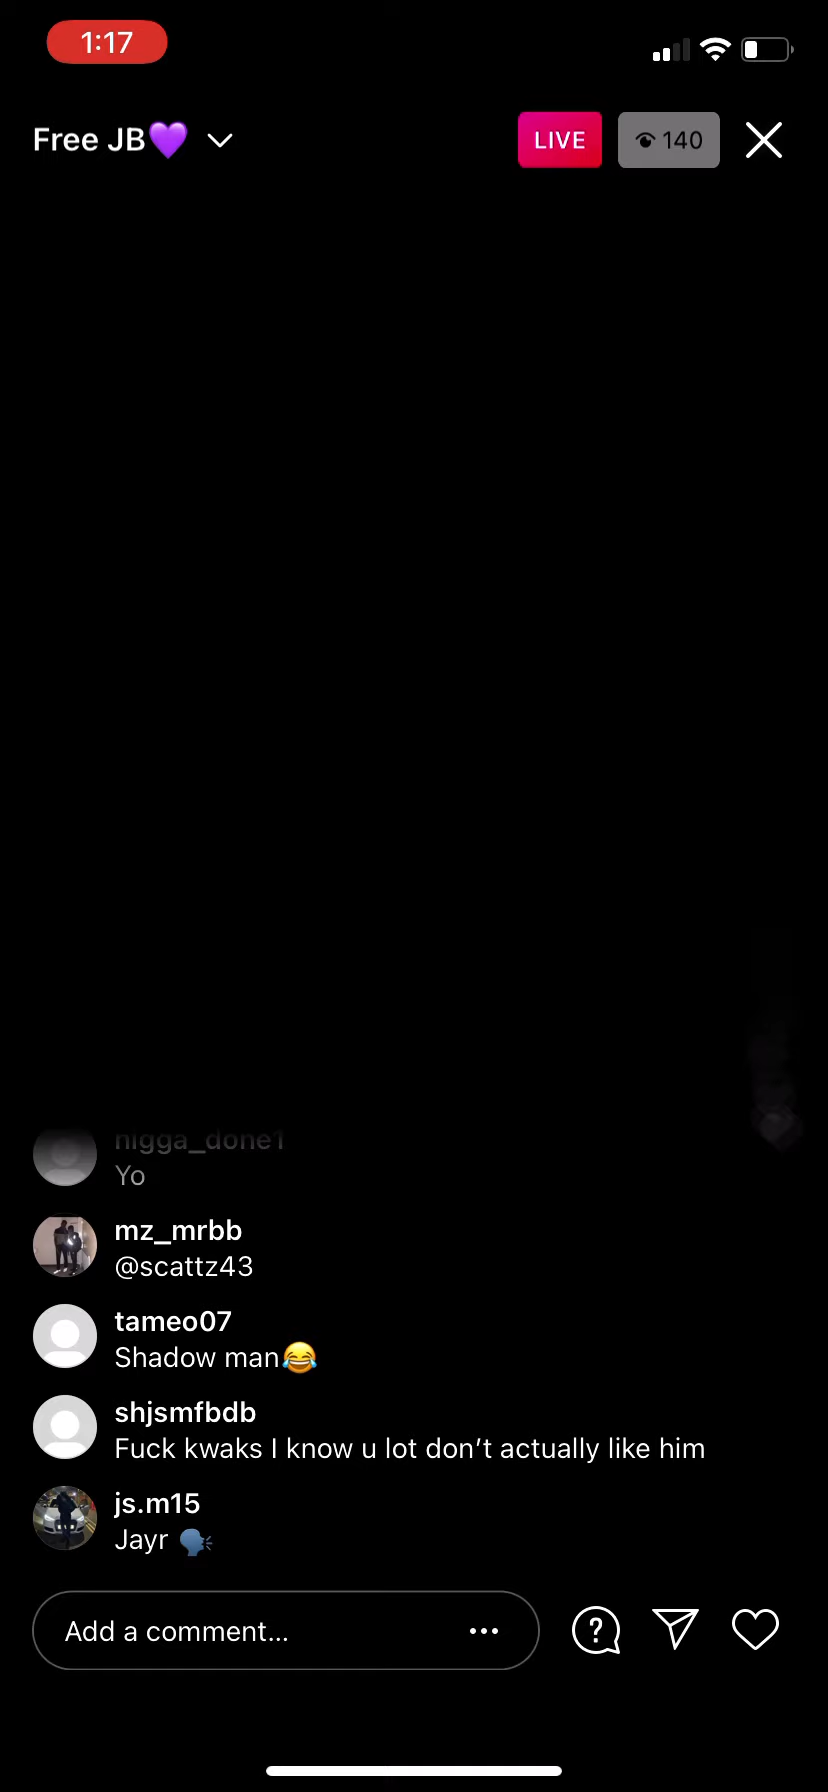 1:17
Free JB💜
LIVE
140
nigga_done1
Yo
mz_mrbb
@scattz43
tameo07
Shadow man😂
shjsmfbdb
Fuck kwaks I know u lot don’t actually like him
js.m15
Jayr 🗣️
Add a comment...